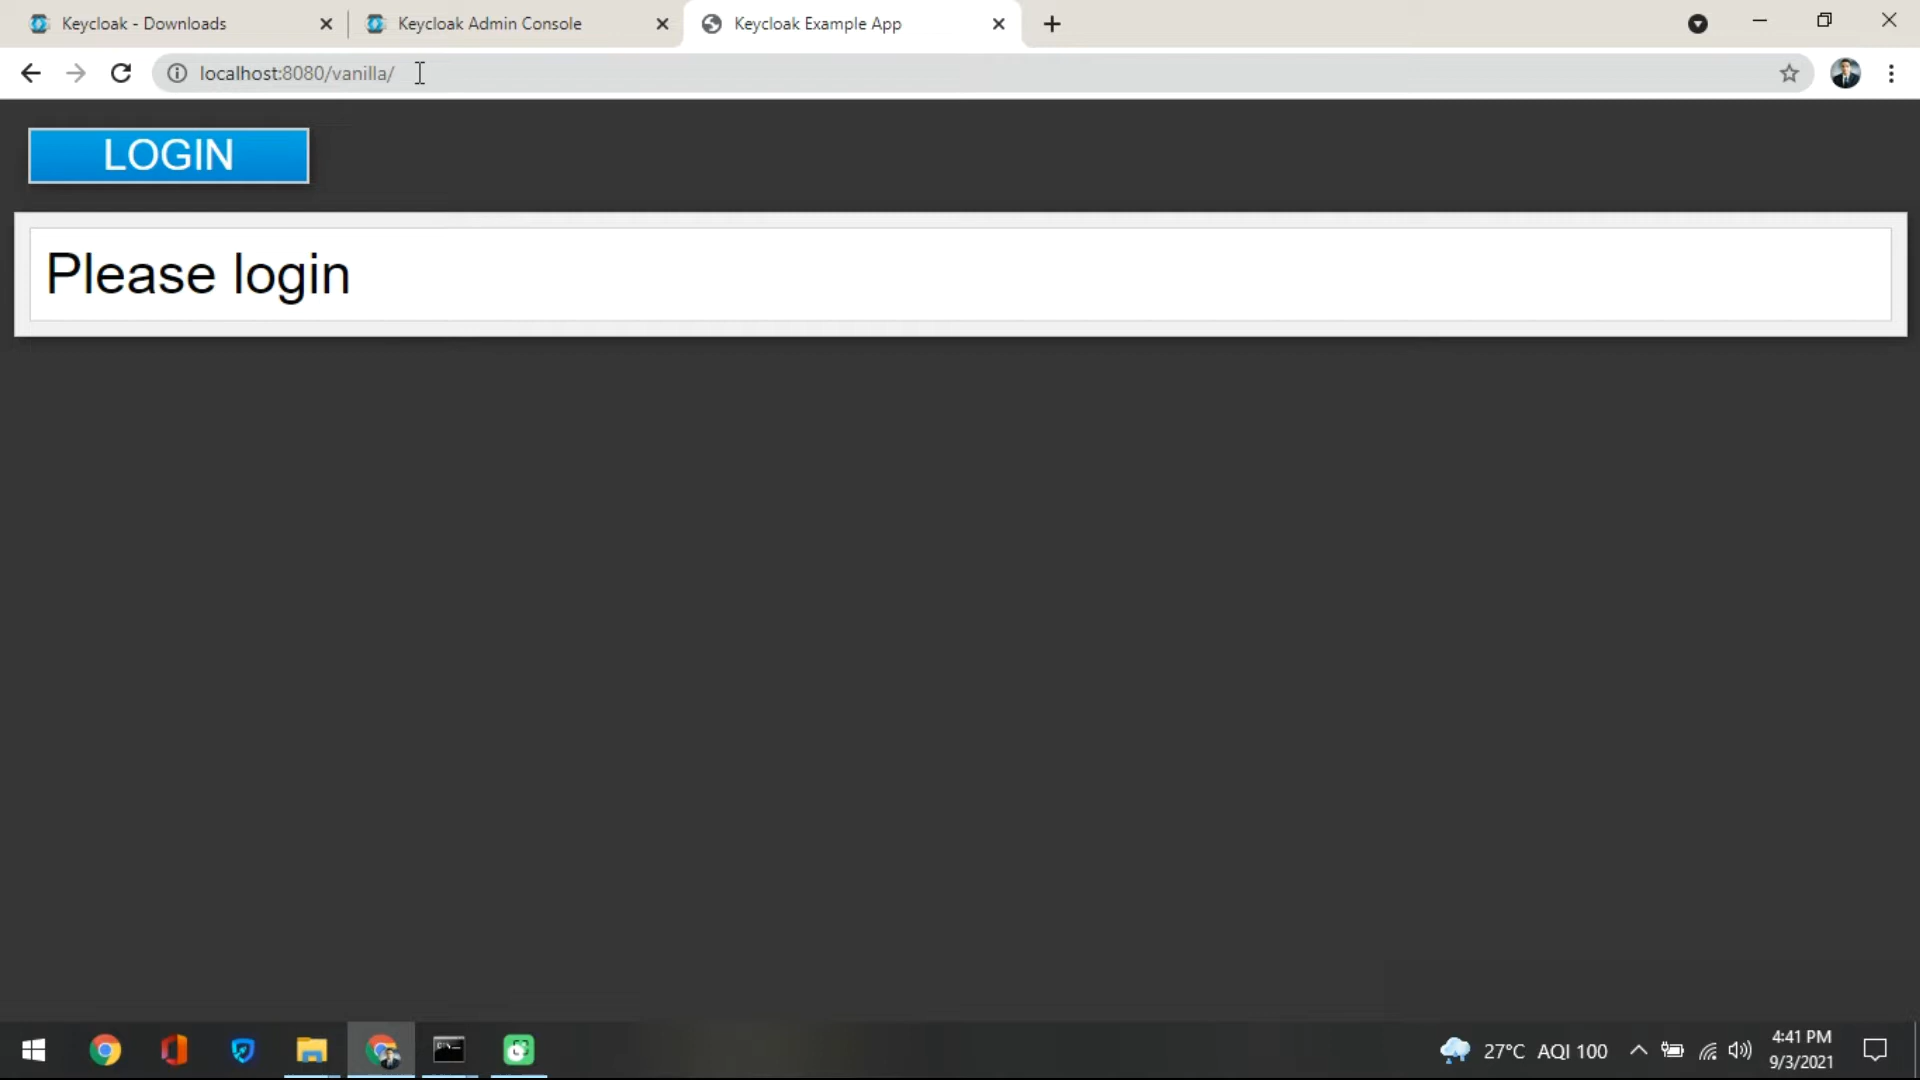 Keycloak - Downloads
Keycloak Admin Console
Keycloak Example App
localhost:8080/vanilla/
LOGIN
Please login
27°C AQI 100
4:41 PM
9/3/2021